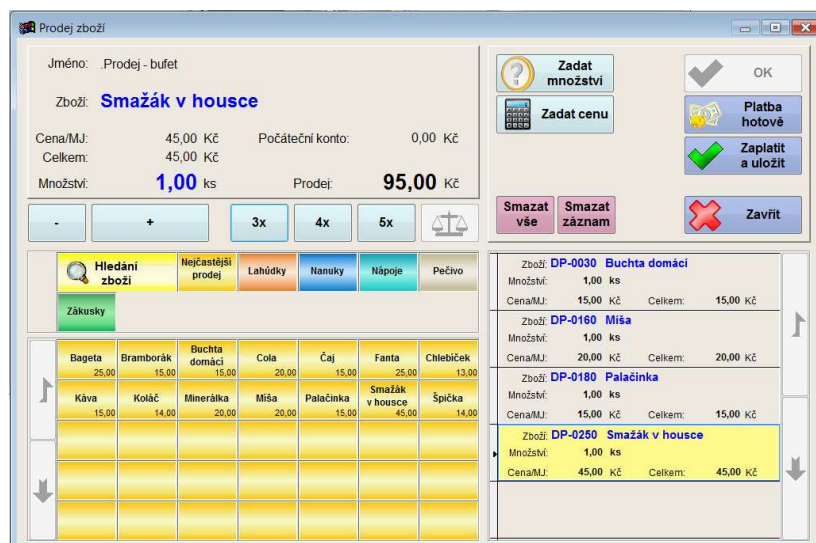 Prodej zboží
Jméno: .Prodej - bufet
Zboží: Smažák v housce
Cena/MJ: 45,00 Kč Počáteční konto: 0,00 Kč
Celkem: 45,00 Kč
Množství: 1,00 ks Prodej: 95,00 Kč
- + 3x 4x 5x
Zadat množství
Zadat cenu
OK
Platba hotově
Zaplatit a uložit
Smazat vše
Smazat záznam
Zavřít
Hledání zboží
Nejčastější prodej
Lahůdky
Nanuky
Nápoje
Pečivo
Zákusky
Bageta 25,00
Bramborák 15,00
Buchta domácí 15,00
Cola 20,00
Čaj 15,00
Fanta 25,00
Chlebíček 13,00
Káva 15,00
Koláč 14,00
Minerálka 20,00
Míša 20,00
Palačinka 15,00
Smažák v housce 45,00
Špička 14,00
Zboží: DP-0030 Buchta domácí
Množství: 1,00 ks
Cena/MJ: 15,00 Kč Celkem: 15,00 Kč
Zboží: DP-0160 Míša
Množství: 1,00 ks
Cena/MJ: 20,00 Kč Celkem: 20,00 Kč
Zboží: DP-0180 Palačinka
Množství: 1,00 ks
Cena/MJ: 15,00 Kč Celkem: 15,00 Kč
Zboží: DP-0250 Smažák v housce
Množství: 1,00 ks
Cena/MJ: 45,00 Kč Celkem: 45,00 Kč